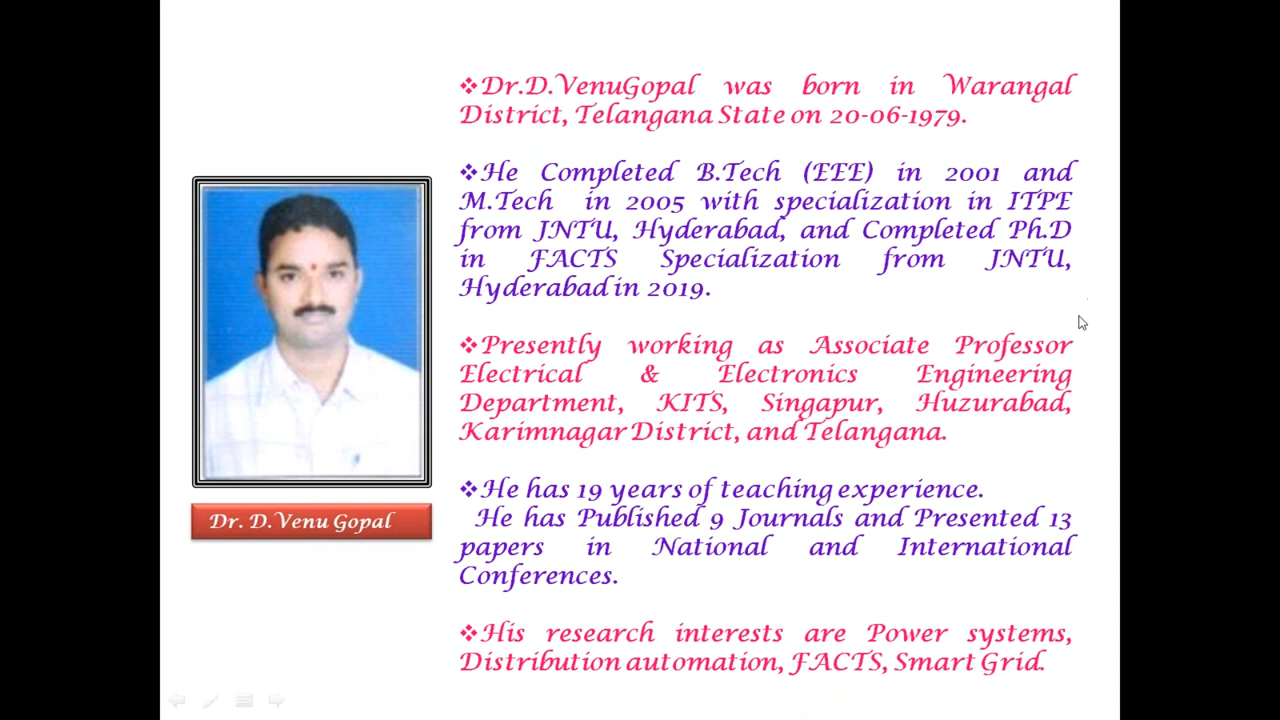 ❖Dr.D.VenuGopal was born in Warangal
District, Telangana State on 20-06-1979.
❖He Completed B.Tech (EEE) in 2001 and
M.Tech in 2005 with specialization in ITPE
from JNTU, Hyderabad, and Completed Ph.D
in FACTS Specialization from JNTU,
Hyderabad in 2019.
❖Presently working as Associate Professor
Electrical & Electronics Engineering
Department, KITS, Singapur, Huzurabad,
Karimnagar District, and Telangana.
❖He has 19 years of teaching experience.
He has Published 9 Journals and Presented 13
papers in National and International
Conferences.
❖His research interests are Power systems,
Distribution automation, FACTS, Smart Grid.
Dr. D.Venu Gopal